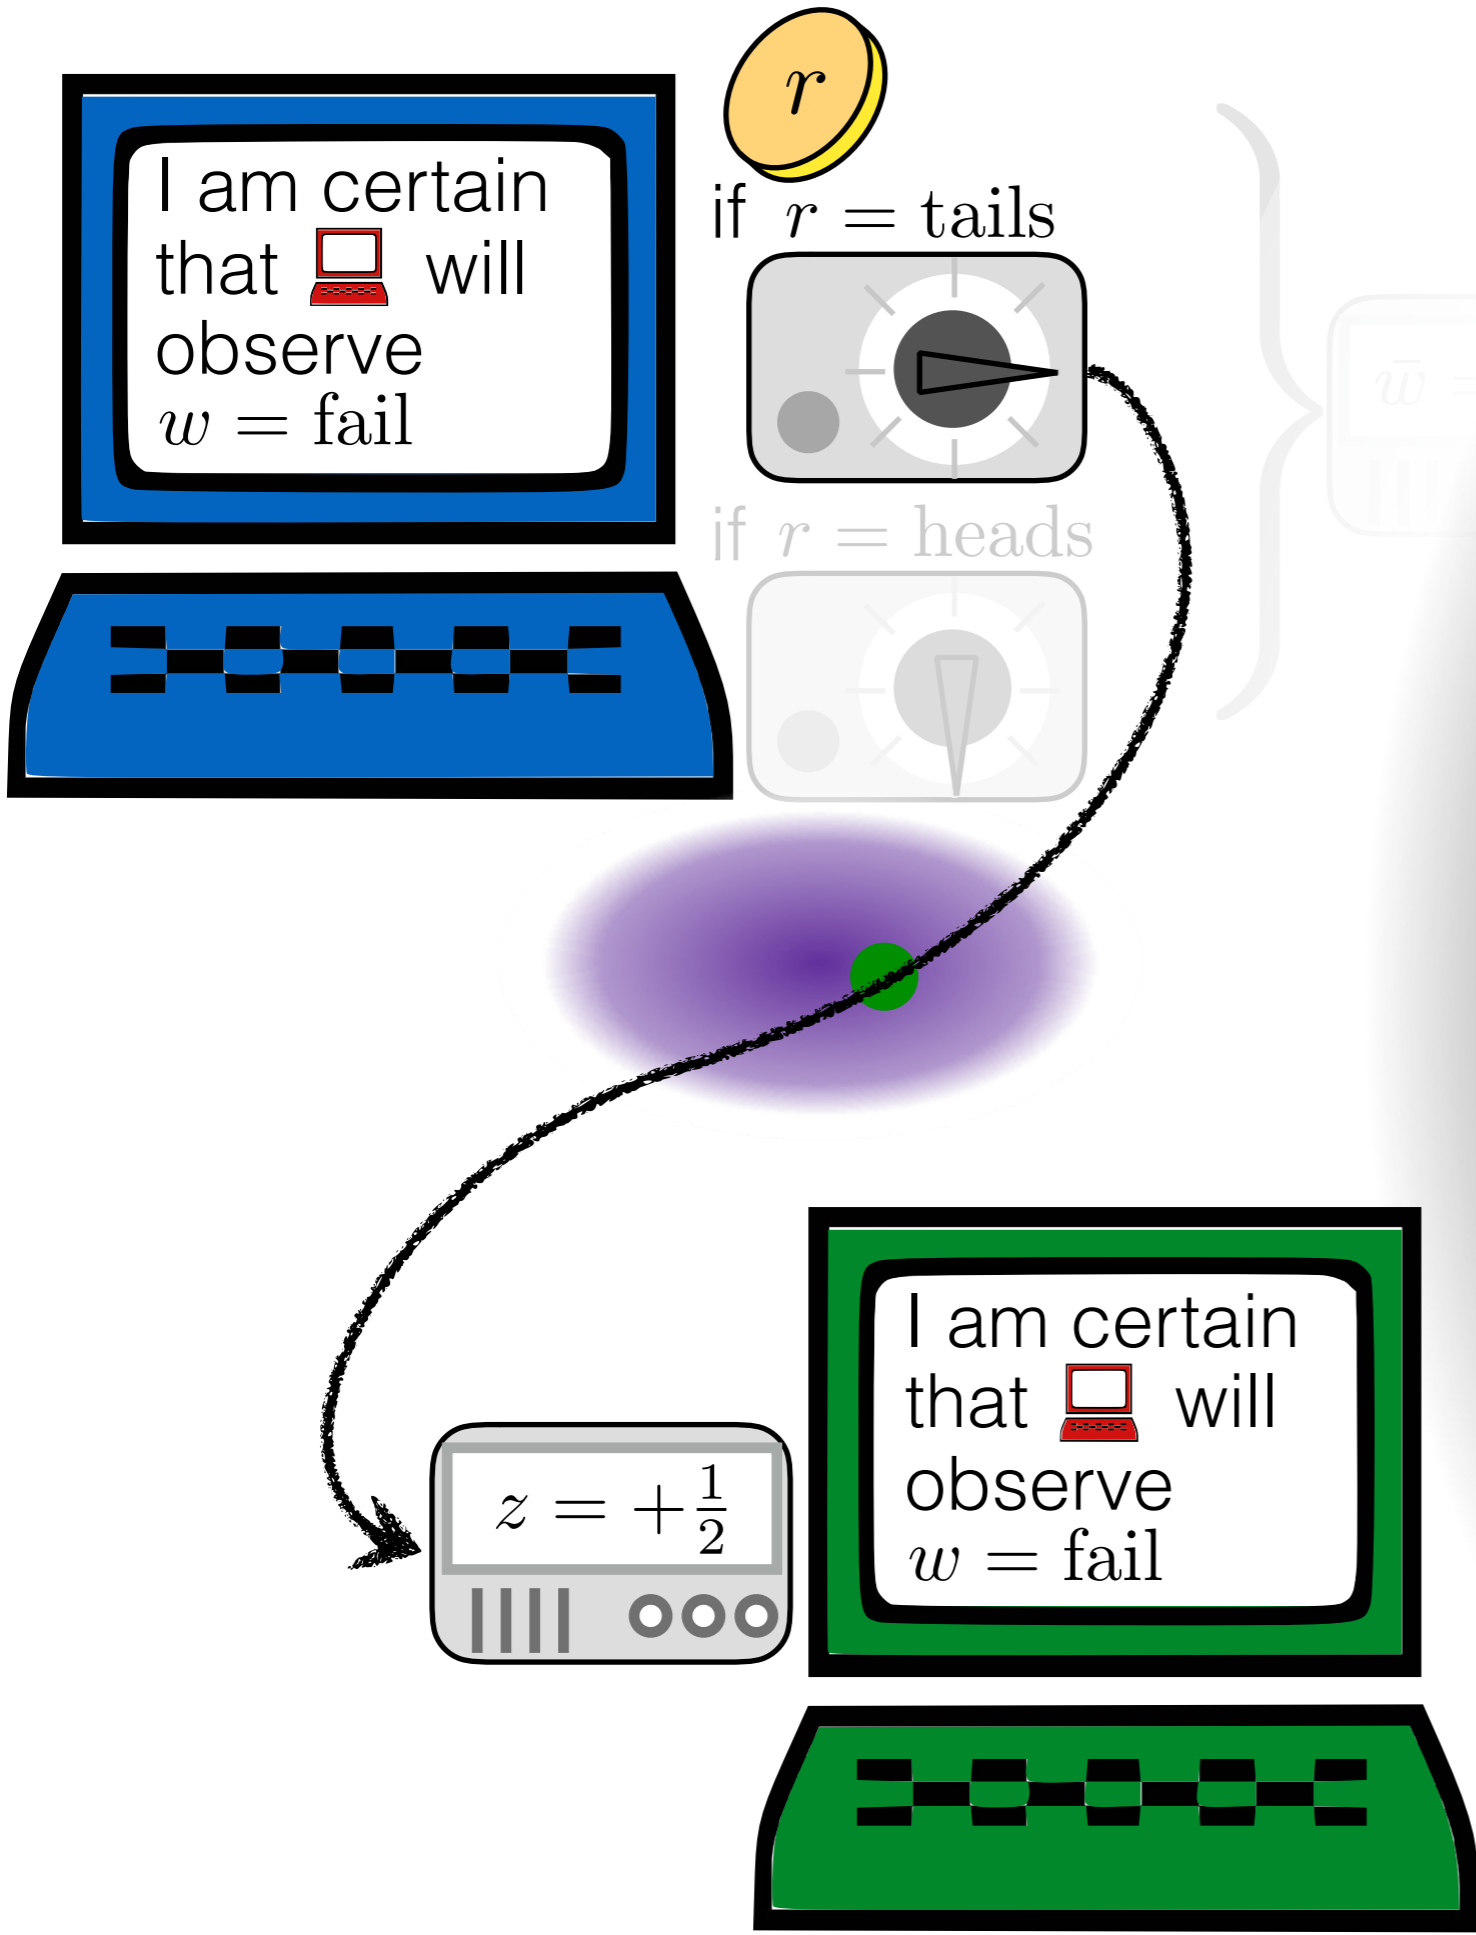 r
I am certain
that will
observe
w = fail
if r = tails
if r = heads
w̄ =
z = +1/2
I am certain
that will
observe
w = fail